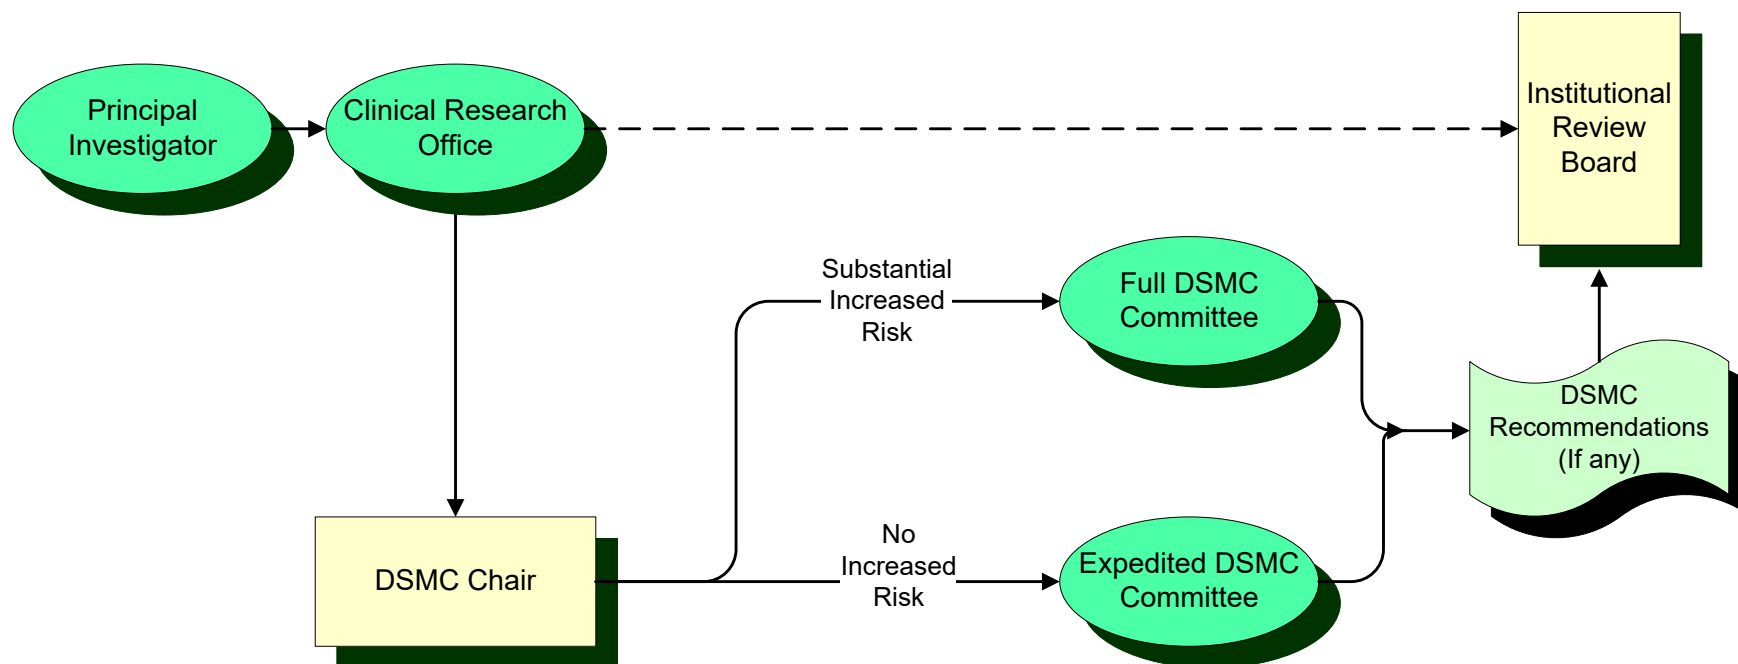 Principal
Investigator
Clinical Research
Office
Institutional
Review
Board
Substantial
Increased
Risk
Full DSMC
Committee
DSMC
Recommendations
(If any)
DSMC Chair
No
Increased
Risk
Expedited DSMC
Committee